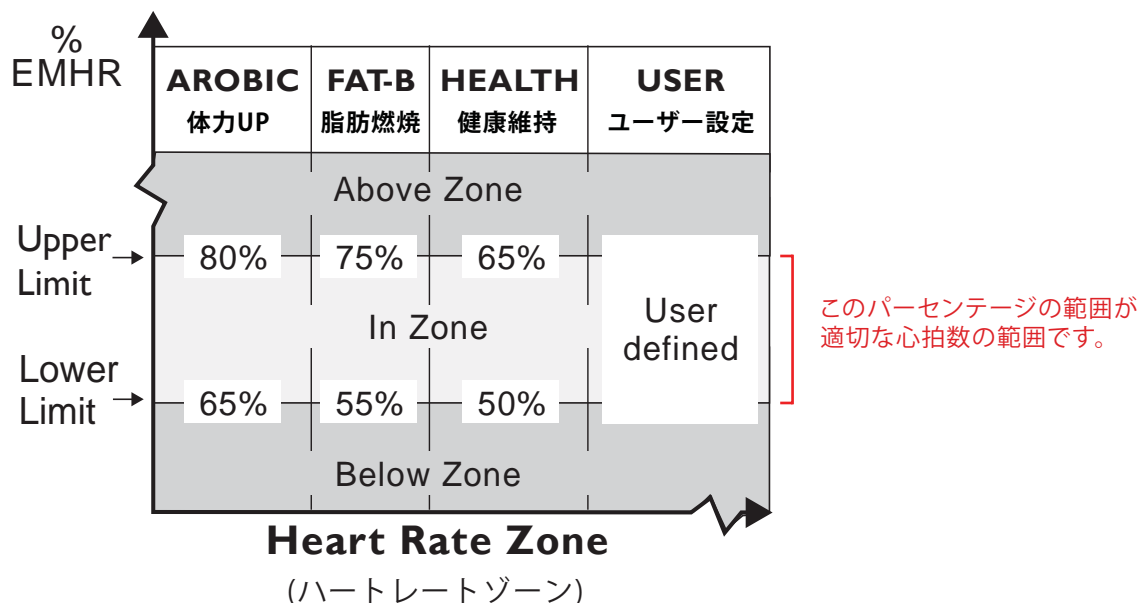 %
EMHR
AROBIC FAT-B HEALTH USER
体力UP 脂肪燃焼 健康維持 ユーザー設定
Above Zone
Upper
Limit
80% 75% 65%
In Zone
User
defined
このパーセンテージの範囲が
適切な心拍数の範囲です。
Lower
Limit
65% 55% 50%
Below Zone
Heart Rate Zone
(ハートレートゾーン)